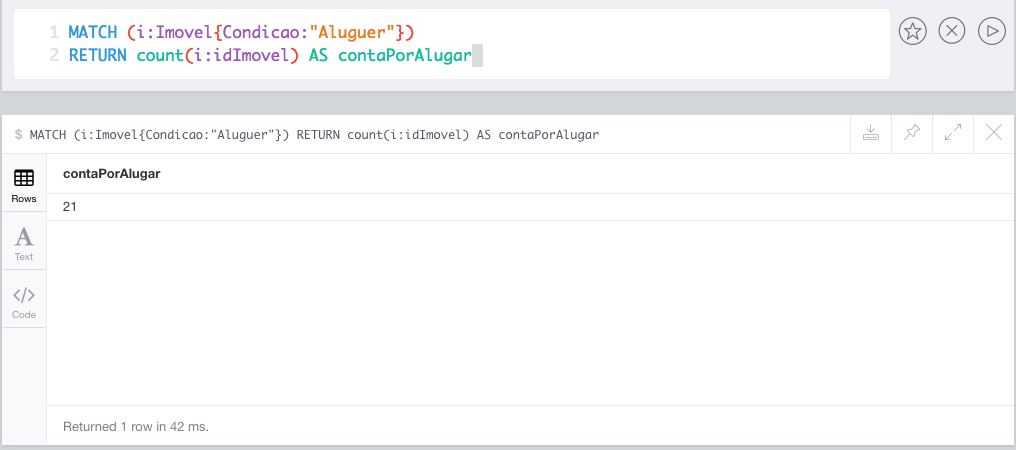 1 MATCH (i:Imovel{Condicao:"Aluguer"})
2 RETURN count(i:idImovel) AS contaPorAlugar
$ MATCH (i:Imovel{Condicao:"Aluguer"}) RETURN count(i:idImovel) AS contaPorAlugar
Rows
A
Text
</>
Code
contaPorAlugar
21
Returned 1 row in 42 ms.